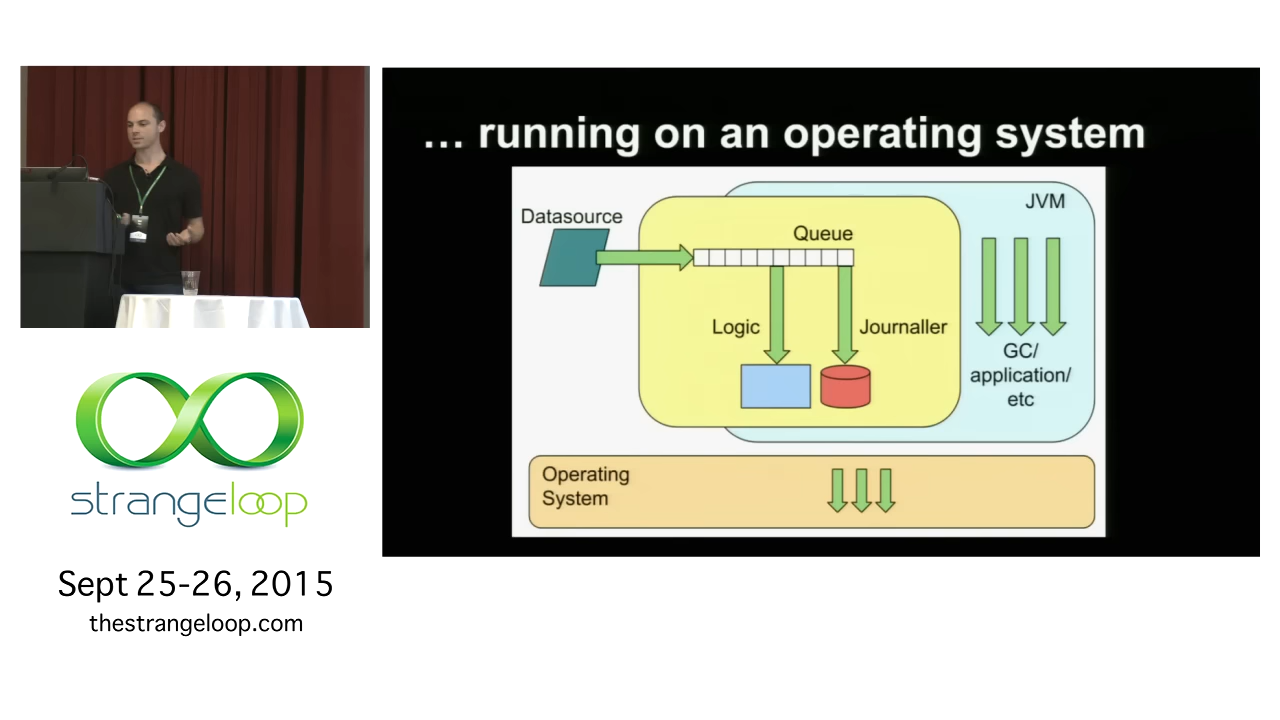 … running on an operating system
JVM
Datasource
Queue
Logic
Journaller
GC/
application/
etc
Operating
System
strangeloop
Sept 25-26, 2015
thestrangeloop.com